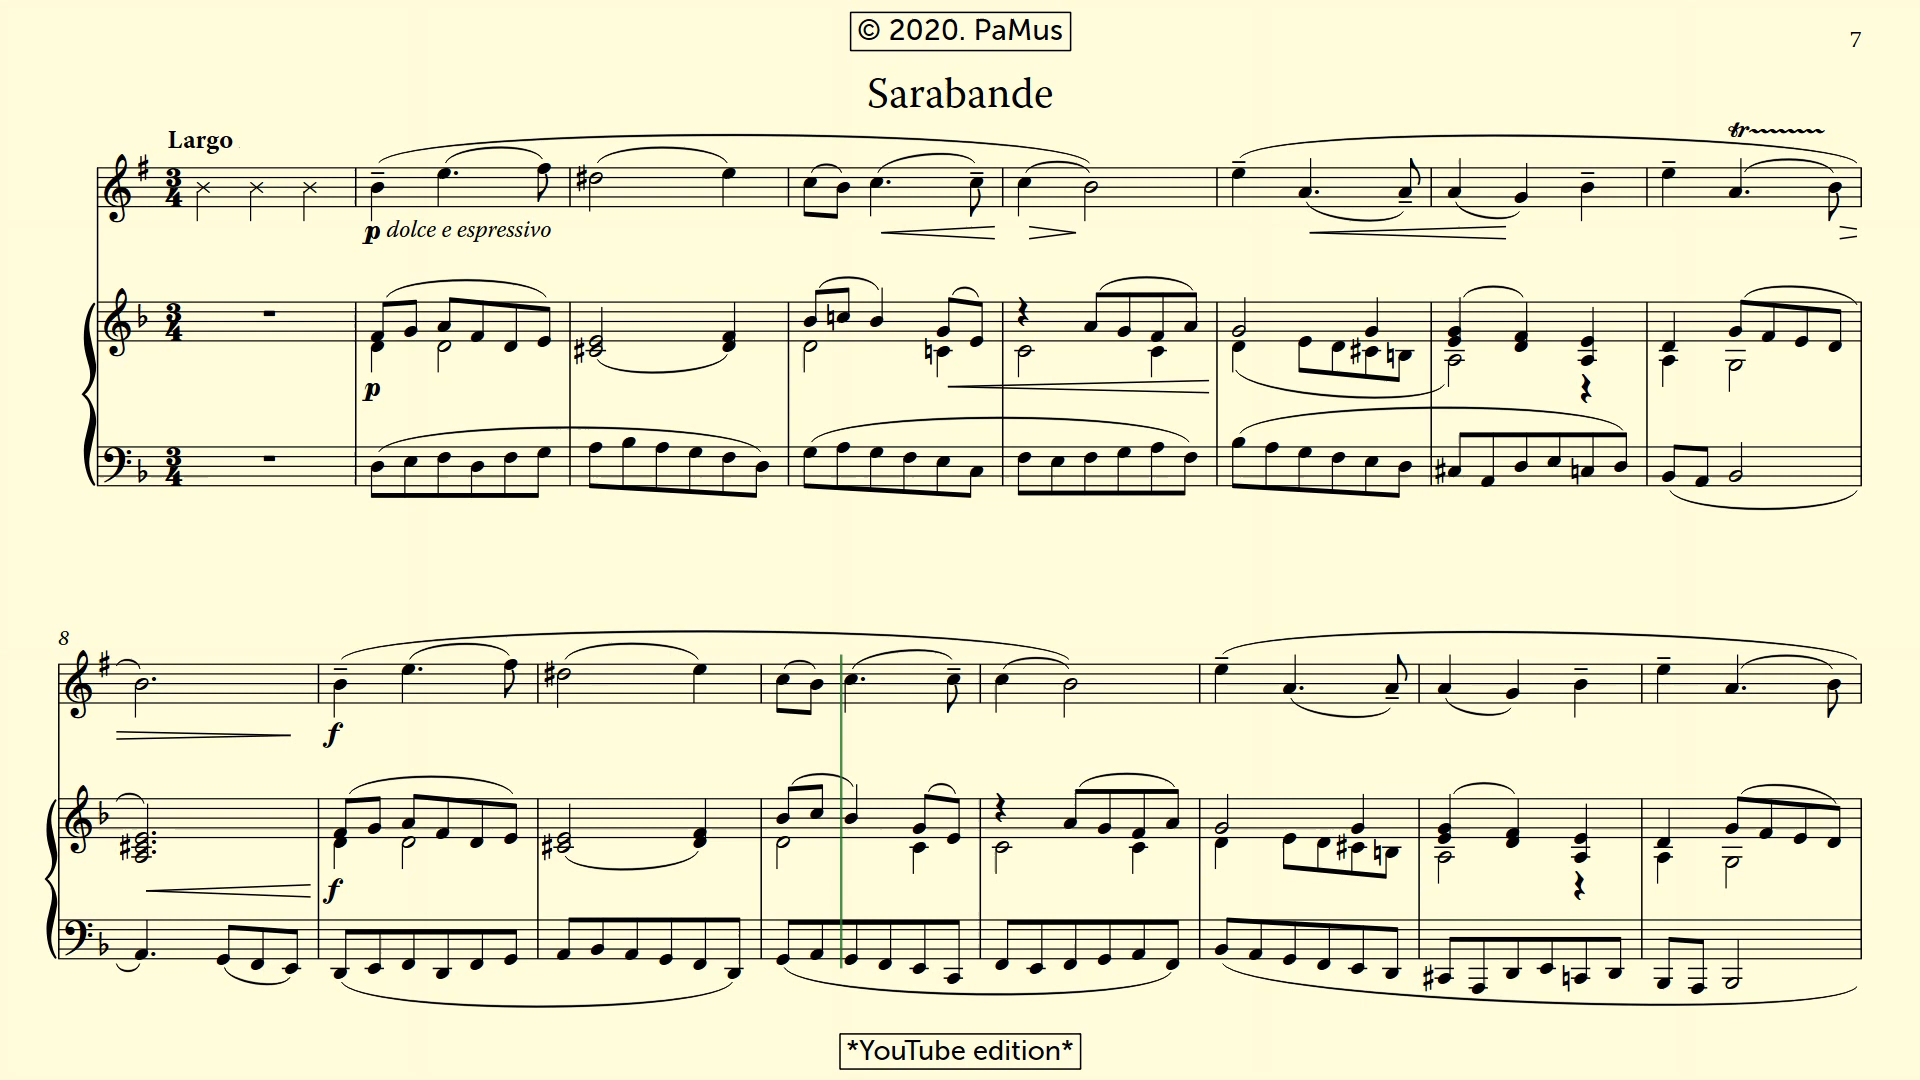 © 2020. PaMus
7
Sarabande
Largo
tr
p dolce e espressivo
p
8
f
f
*YouTube edition*